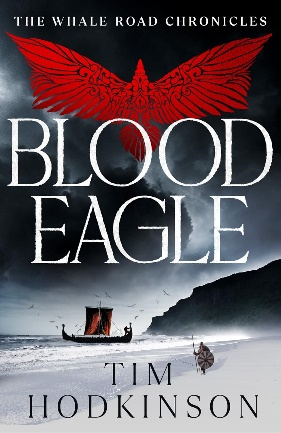 THE WHALE ROAD CHRONICLES
BLOOD
EAGLE
TIM
HODKINSON